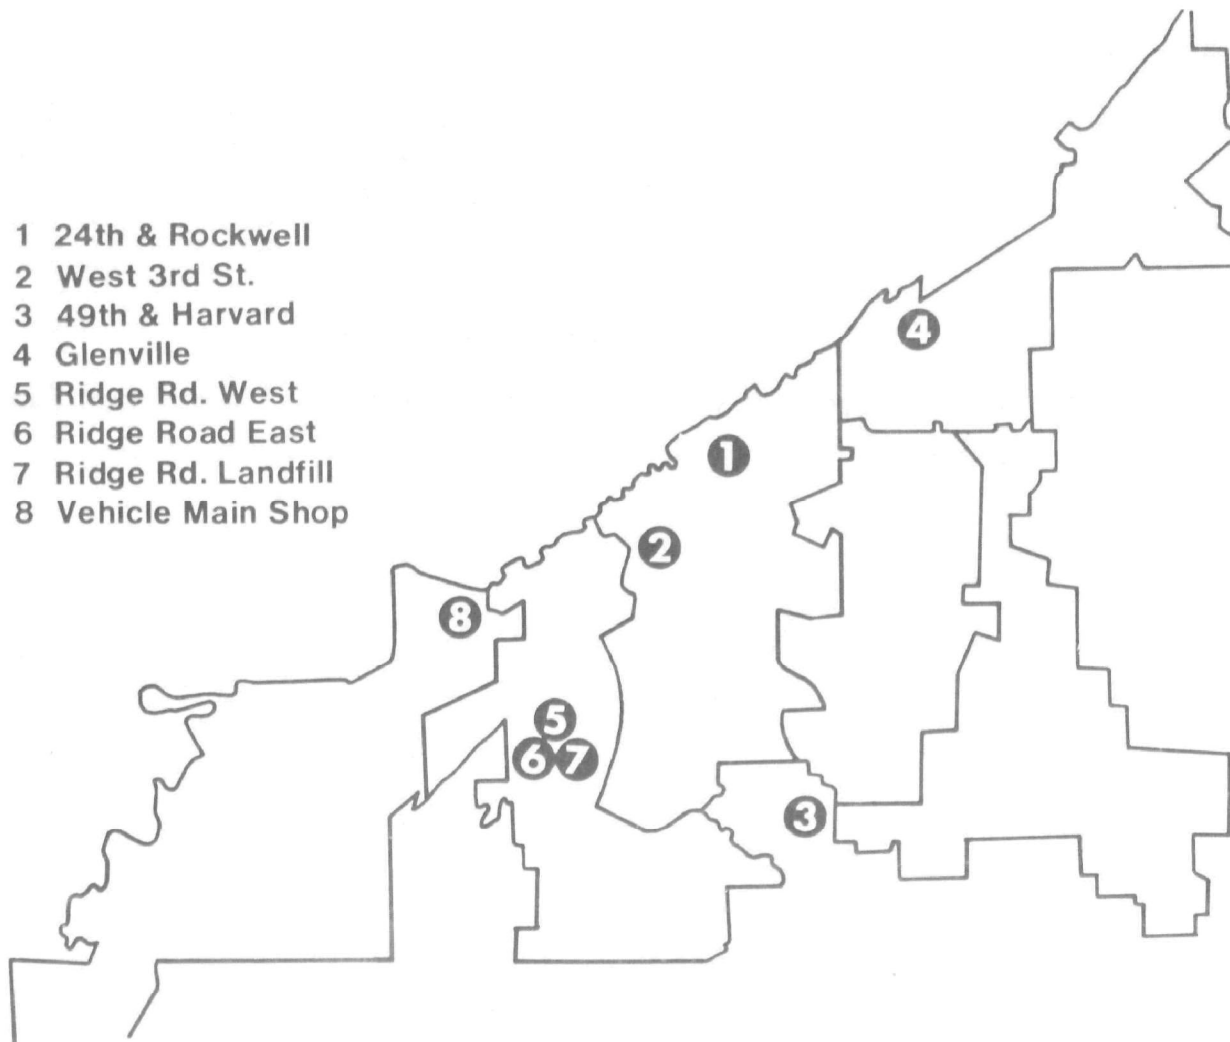 1 24th & Rockwell
2 West 3rd St.
3 49th & Harvard
4 Glenville
5 Ridge Rd. West
6 Ridge Road East
7 Ridge Rd. Landfill
8 Vehicle Main Shop
4
1
2
8
5
6 7
3